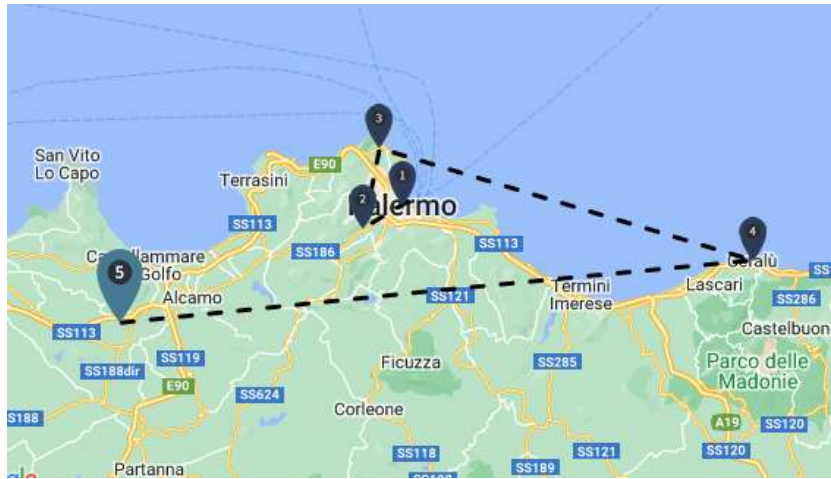 3
San Vito
Lo Capo
E90
1
Terrasini
2
Palermo
SS113
4
SS186
SS113
Cefalù
5
Golfo
Termini
Imerese
Lascari
SS121
SS286
Alcamo
SS113
Castelbuono
SS119
Ficuzza
SS285
Parco delle
Madonie
SS188dir
E90
SS624
Corleone
SS188
A19
SS120
SS118
SS121
SS120
Partanna
SS189